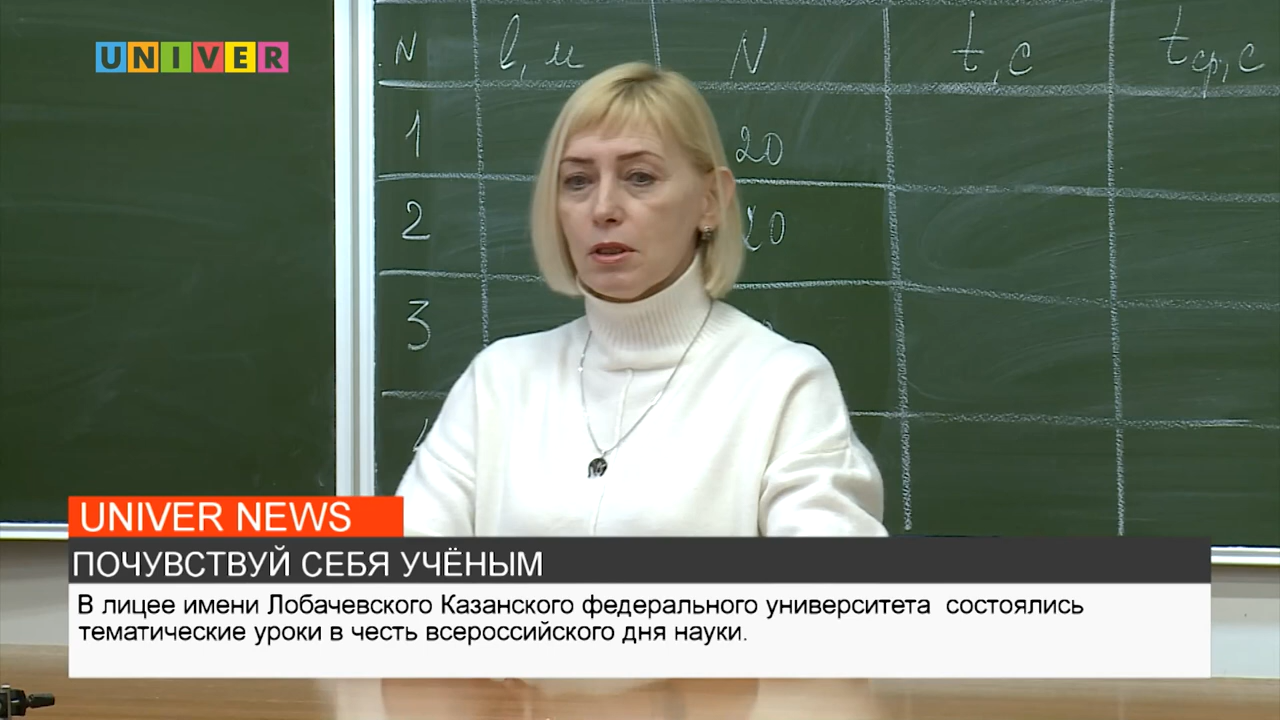 UNIVER
N l, м N t, с tср, с
1 20
2 20
3
UNIVER NEWS
ПОЧУВСТВУЙ СЕБЯ УЧЁНЫМ
В лицее имени Лобачевского Казанского федерального университета состоялись
тематические уроки в честь всероссийского дня науки.